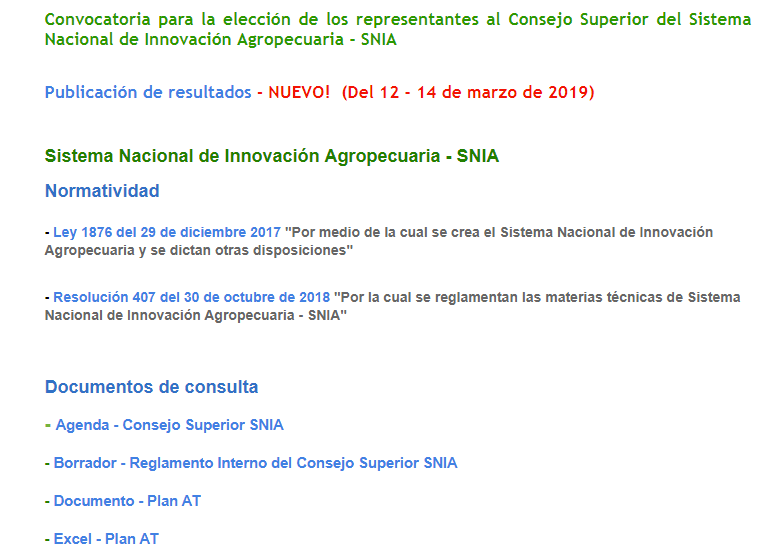 Convocatoria para la elección de los representantes al Consejo Superior del Sistema
Nacional de Innovación Agropecuaria - SNIA
Publicación de resultados - NUEVO! (Del 12 - 14 de marzo de 2019)
Sistema Nacional de Innovación Agropecuaria - SNIA
Normatividad
- Ley 1876 del 29 de diciembre 2017 "Por medio de la cual se crea el Sistema Nacional de Innovación
Agropecuaria y se dictan otras disposiciones"
- Resolución 407 del 30 de octubre de 2018 "Por la cual se reglamentan las materias técnicas de Sistema
Nacional de Innovación Agropecuaria - SNIA"
Documentos de consulta
- Agenda - Consejo Superior SNIA
- Borrador - Reglamento Interno del Consejo Superior SNIA
- Documento - Plan AT
- Excel - Plan AT